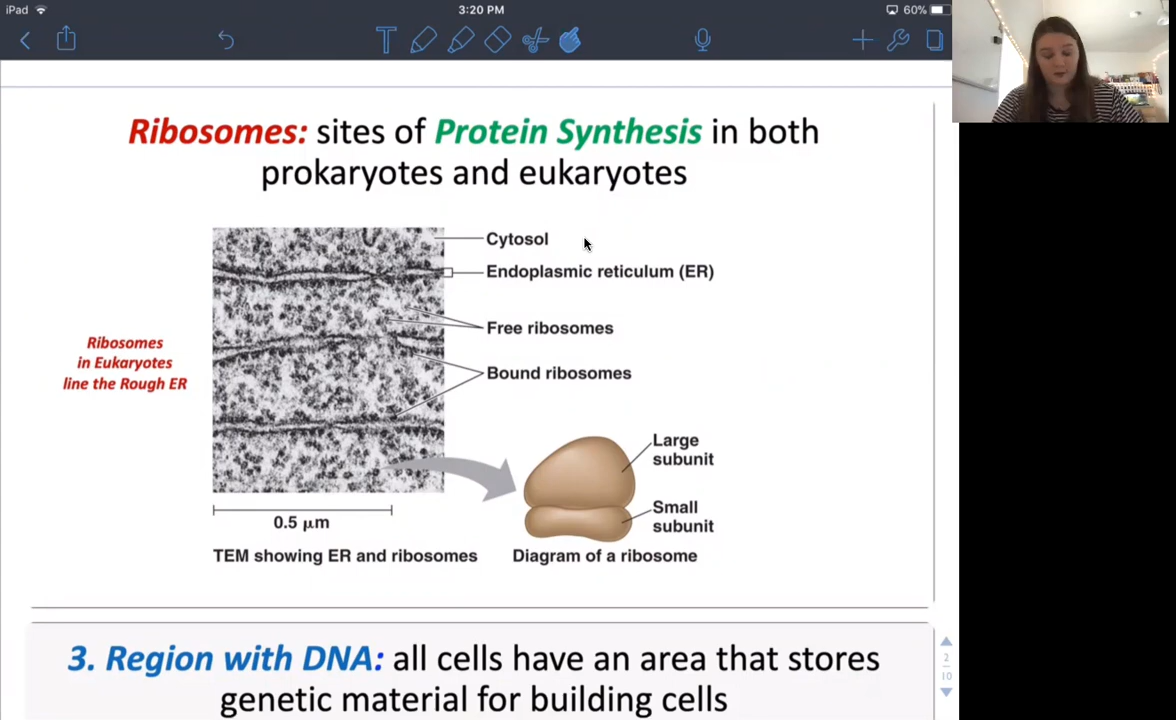 iPad
3:20 PM
60%
T
Ribosomes: sites of Protein Synthesis in both
prokaryotes and eukaryotes
Cytosol
Endoplasmic reticulum (ER)
Free ribosomes
Ribosomes
in Eukaryotes
line the Rough ER
Bound ribosomes
Large
subunit
Small
subunit
0.5 μm
TEM showing ER and ribosomes
Diagram of a ribosome
3. Region with DNA: all cells have an area that stores
genetic material for building cells
2
10